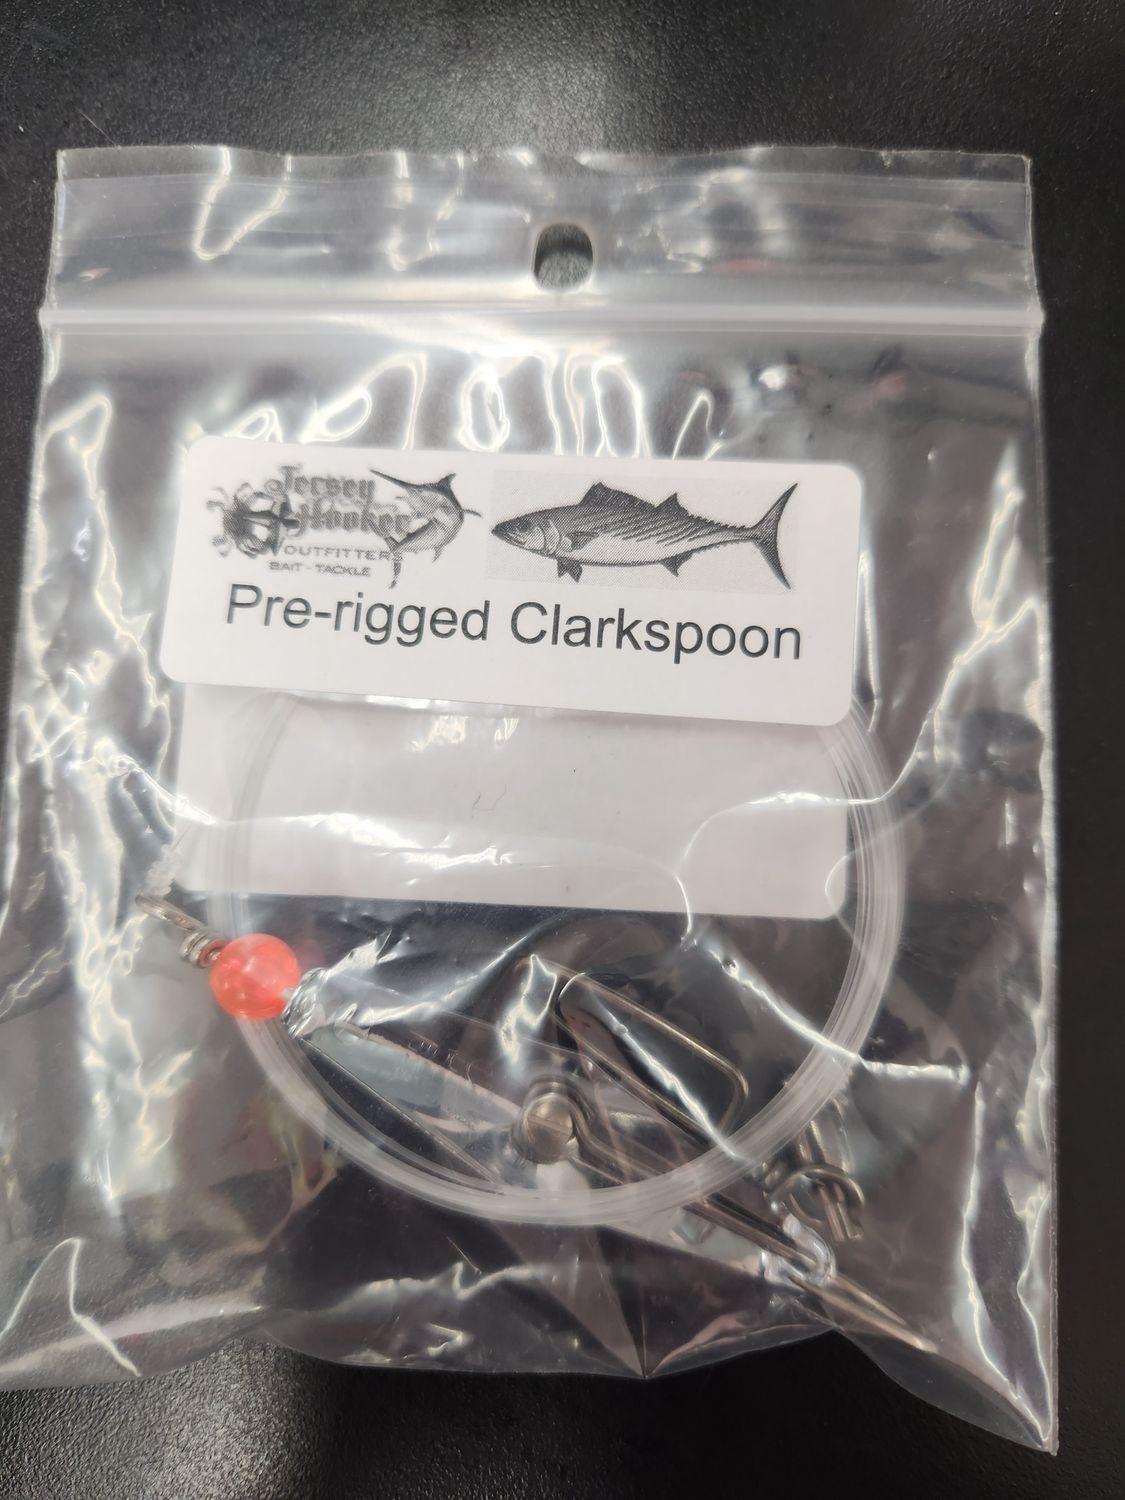 Jersey
Hooker
OUTFITTERS
BAIT - TACKLE
Pre-rigged Clarkspoon